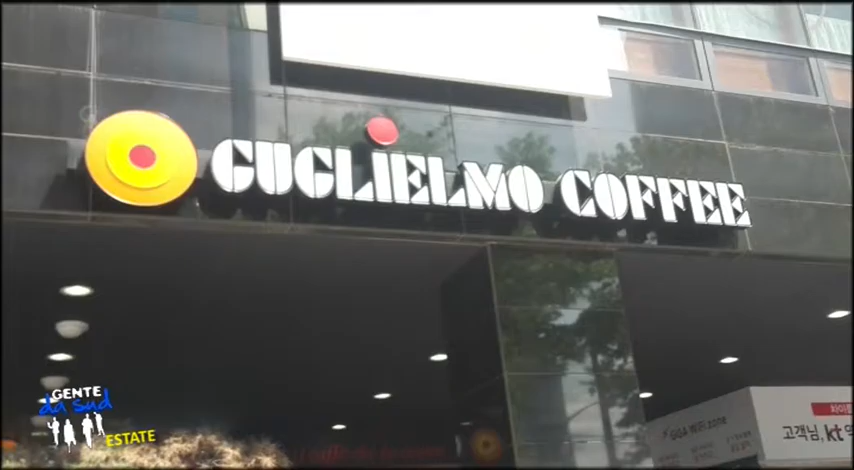 GUGLIELMO COFFEE
GENTE
da Sud
ESTATE
GiGA WiFi zone
고객님, kt